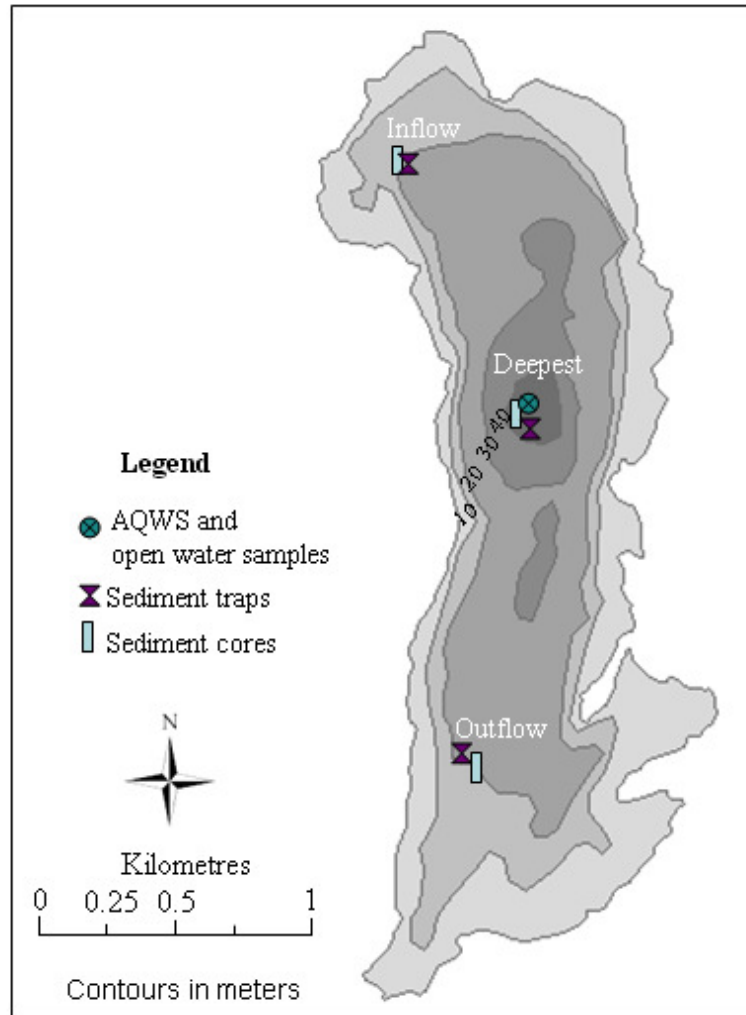 Inflow
Deepest
40
30
20
10
Legend
AQWS and
open water samples
Sediment traps
Sediment cores
Outflow
N
Kilometres
0 0.25 0.5 1
Contours in meters